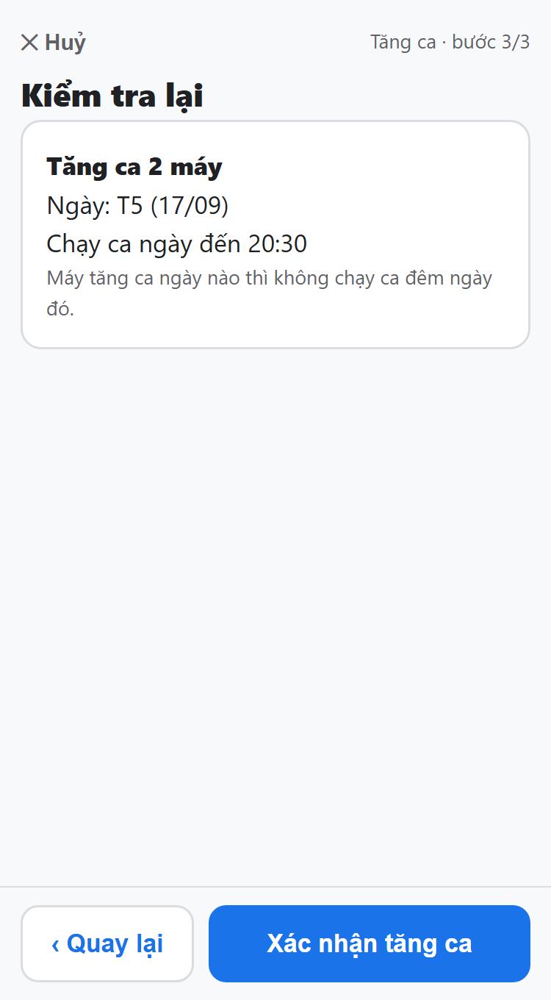 ✕ Huỷ
Tăng ca · bước 3/3
Kiểm tra lại
Tăng ca 2 máy
Ngày: T5 (17/09)
Chạy ca ngày đến 20:30
Máy tăng ca ngày nào thì không chạy ca đêm ngày
đó.
‹ Quay lại
Xác nhận tăng ca